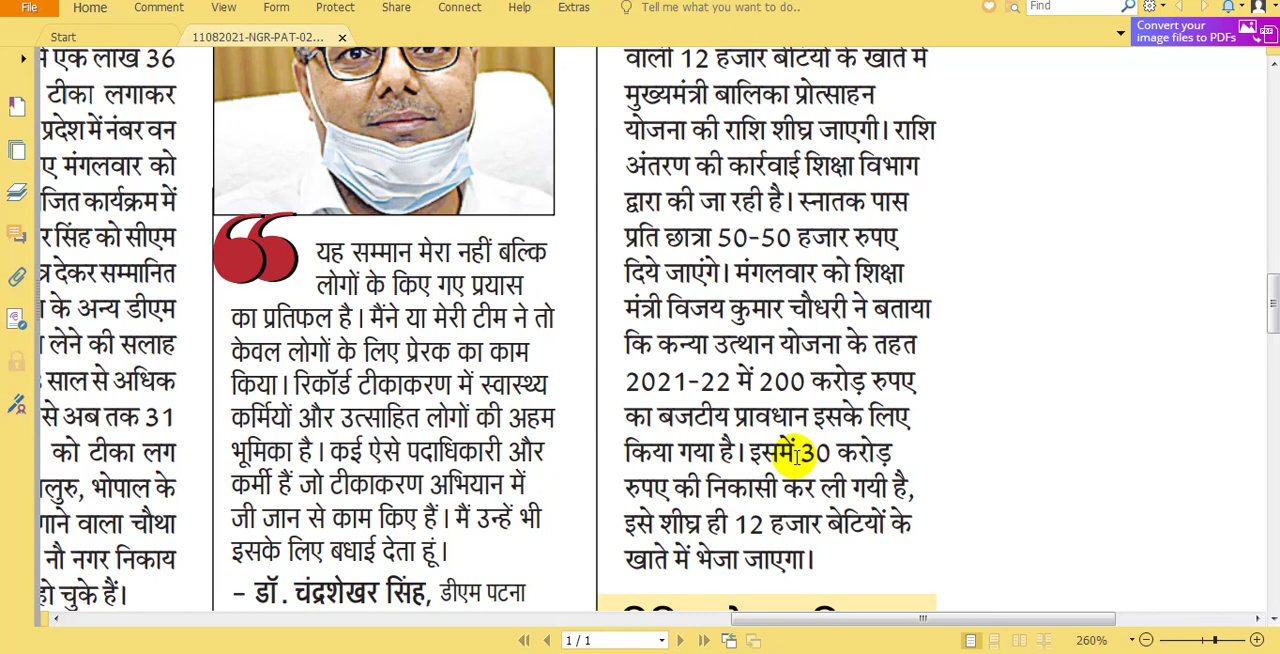 File Home Comment View Form Protect Share Connect Help Extras Tell me what you want to do.. Find
Start 11082021-NGR-PAT-02...
Convert your
image files to PDFs
एक लाख 36
टीका लगाकर
प्रदेश में नंबर वन
ए मंगलवार को
जित कार्यक्रम में
र सिंह को सीएम
त्र देकर सम्मानित
के अन्य डीएम
लेने की सलाह
साल से अधिक
से अब तक 31
को टीका लग
लुरु, भोपाल के
गाने वाला चौथा
नौ नगर निकाय
हो चुके हैं।
यह सम्मान मेरा नहीं बल्कि
लोगों के किए गए प्रयास
का प्रतिफल है। मैंने या मेरी टीम ने तो
केवल लोगों के लिए प्रेरक का काम
किया। रिकॉर्ड टीकाकरण में स्वास्थ्य
कर्मियों और उत्साहित लोगों की अहम
भूमिका है। कई ऐसे पदाधिकारी और
कर्मी हैं जो टीकाकरण अभियान में
जी जान से काम किए हैं। मैं उन्हें भी
इसके लिए बधाई देता हूं।
– डॉ. चंद्रशेखर सिंह, डीएम पटना
वाली 12 हजार बेटियों के खाते में
मुख्यमंत्री बालिका प्रोत्साहन
योजना की राशि शीघ्र जाएगी। राशि
अंतरण की कार्रवाई शिक्षा विभाग
द्वारा की जा रही है। स्नातक पास
प्रति छात्रा 50-50 हजार रुपए
दिये जाएंगे। मंगलवार को शिक्षा
मंत्री विजय कुमार चौधरी ने बताया
कि कन्या उत्थान योजना के तहत
2021-22 में 200 करोड़ रुपए
का बजटीय प्रावधान इसके लिए
किया गया है। इसमें 30 करोड़
रुपए की निकासी कर ली गयी है,
इसे शीघ्र ही 12 हजार बेटियों के
खाते में भेजा जाएगा।
1 / 1 260%